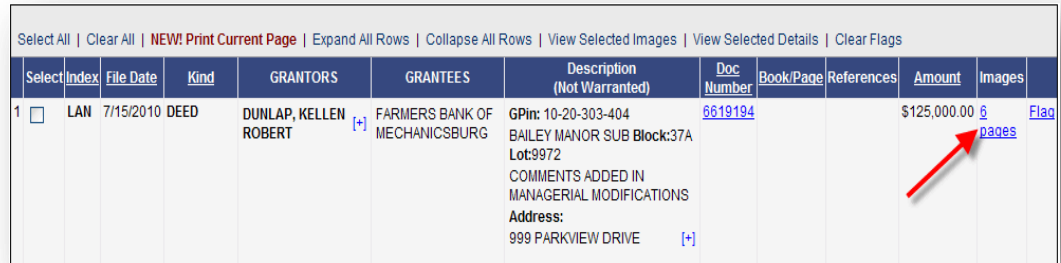 Select All | Clear All | NEW! Print Current Page | Expand All Rows | Collapse All Rows | View Selected Images | View Selected Details | Clear Flags
Select Index File Date Kind GRANTORS GRANTEES Description (Not Warranted) Doc Number Book/Page References Amount Images
1 LAN 7/15/2010 DEED DUNLAP, KELLEN ROBERT [+] FARMERS BANK OF MECHANICSBURG GPin: 10-20-303-404 6619194 $125,000.00 6 pages Flag
BAILEY MANOR SUB Block:37A
Lot:9972
COMMENTS ADDED IN
MANAGERIAL MODIFICATIONS
Address:
999 PARKVIEW DRIVE [+]